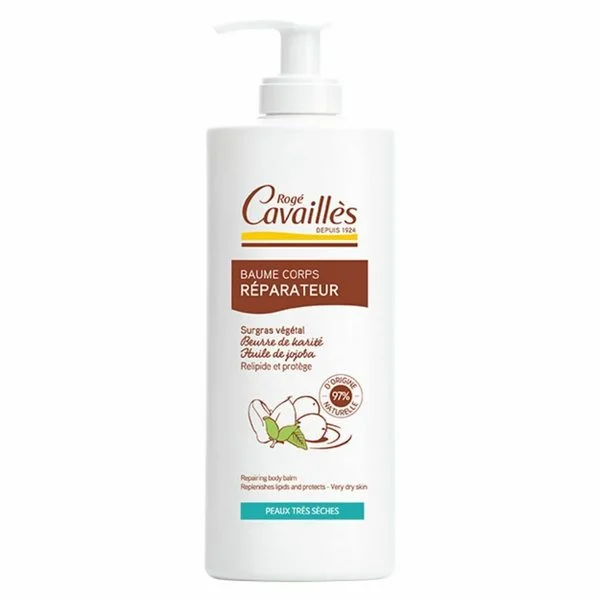 Rogé
Cavaillès
DEPUIS 1924
BAUME CORPS
RÉPARATEUR
Surgras végétal
Beurre de karité
Huile de jojoba
Relipide et protège
D'ORIGINE
97%
NATURELLE
Repairing body balm
Replenishes lipids and protects - Very dry skin
PEAUX TRÈS SÈCHES